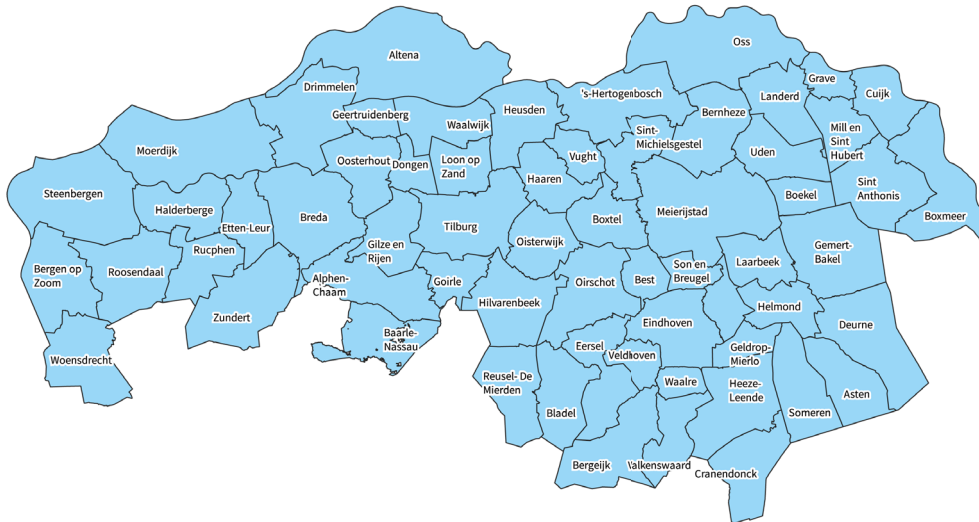 Altena
Oss
Drimmelen
Grave
Cuijk
's-Hertogenbosch
Landerd
Geertruidenberg
Heusden
Bernheze
Waalwijk
Sint-
Michielsgestel
Mill en
Sint
Hubert
Moerdijk
Oosterhout
Dongen
Loon op
Zand
Vught
Uden
Haaren
Steenbergen
Boekel
Sint
Anthonis
Halderberge
Etten-Leur
Breda
Tilburg
Boxtel
Meierijstad
Boxmeer
Rucphen
Gilze en
Rijen
Oisterwijk
Gemert-
Bakel
Bergen op
Zoom
Roosendaal
Alphen-
Chaam
Goirle
Oirschot
Best
Son en
Breugel
Laarbeek
Hilvarenbeek
Helmond
Zundert
Eindhoven
Deurne
Baarle-
Nassau
Woensdrecht
Eersel
Veldhoven
Geldrop-
Mierlo
Reusel- De
Mierden
Waalre
Heeze-
Leende
Asten
Bladel
Someren
Bergeijk
Valkenswaard
Cranendonck